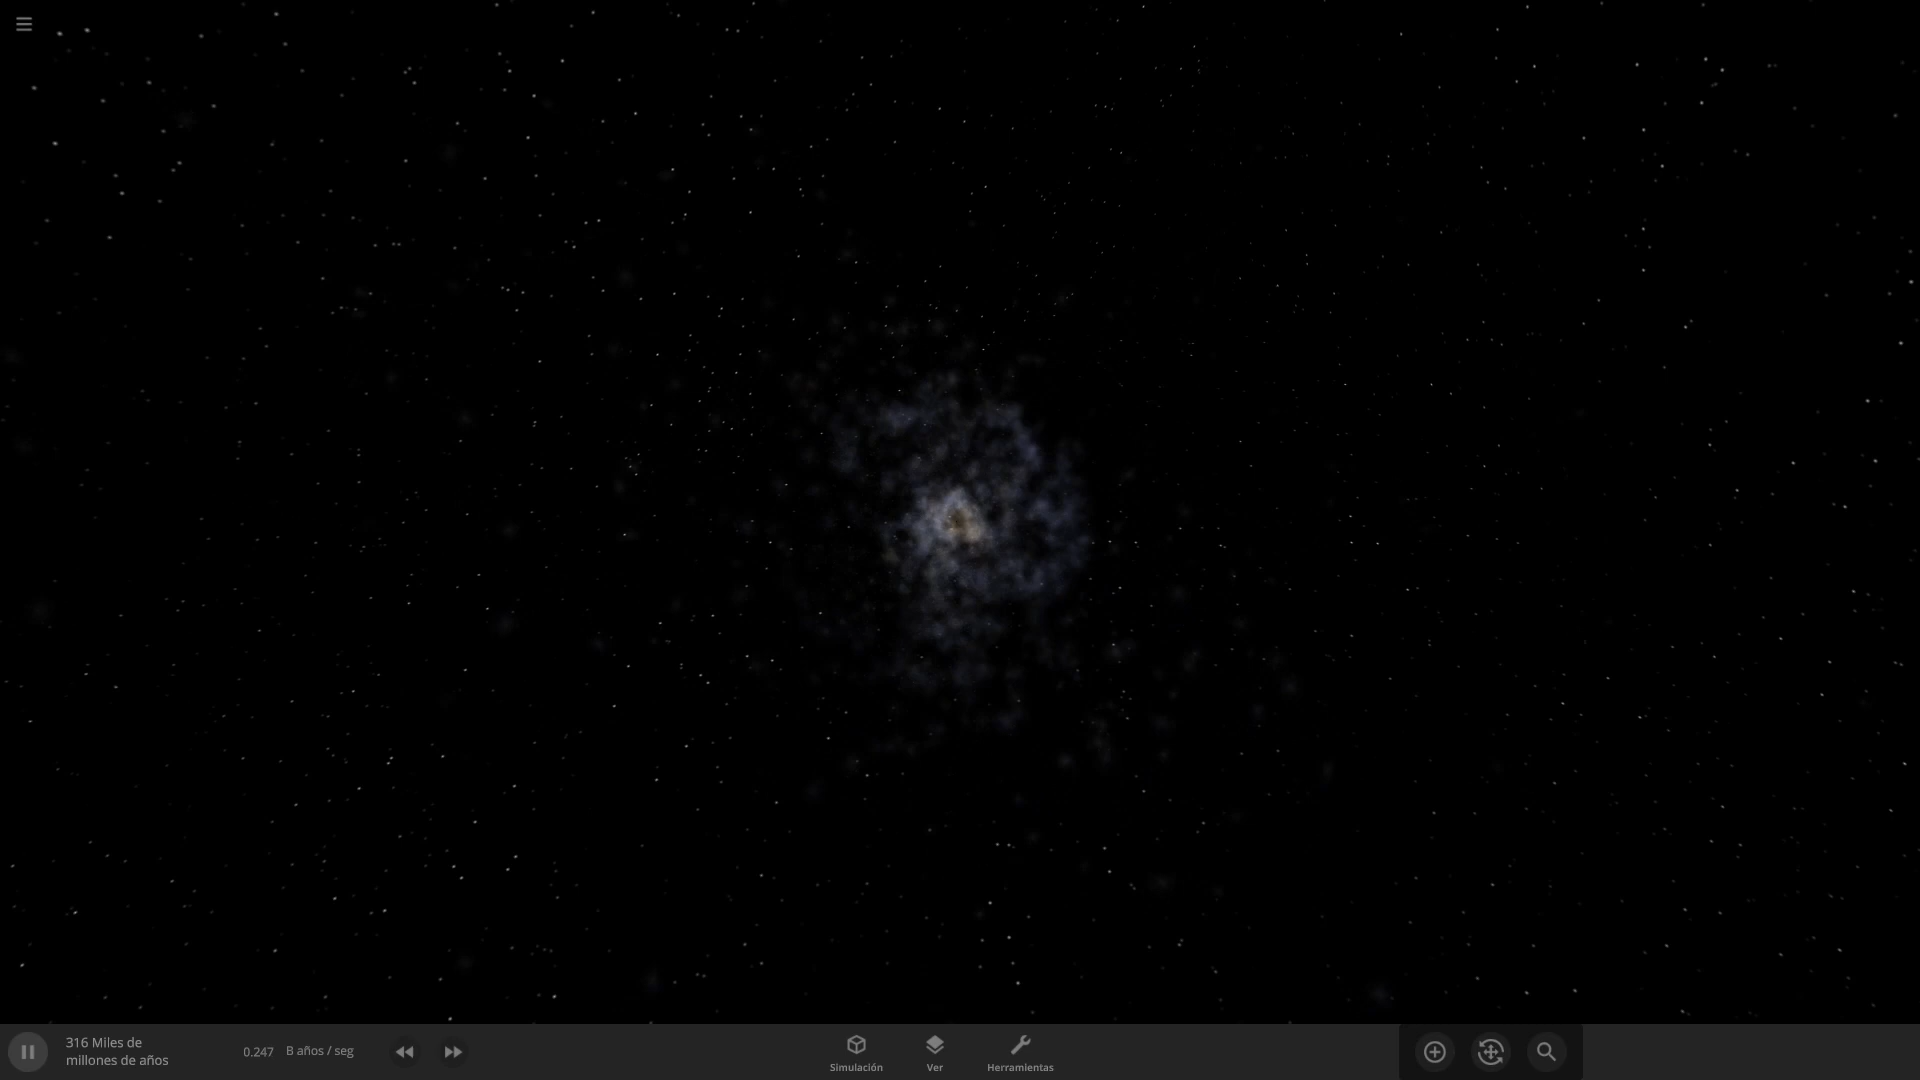 316 Miles de
millones de años
0.247 B años / seg
Simulación
Ver
Herramientas